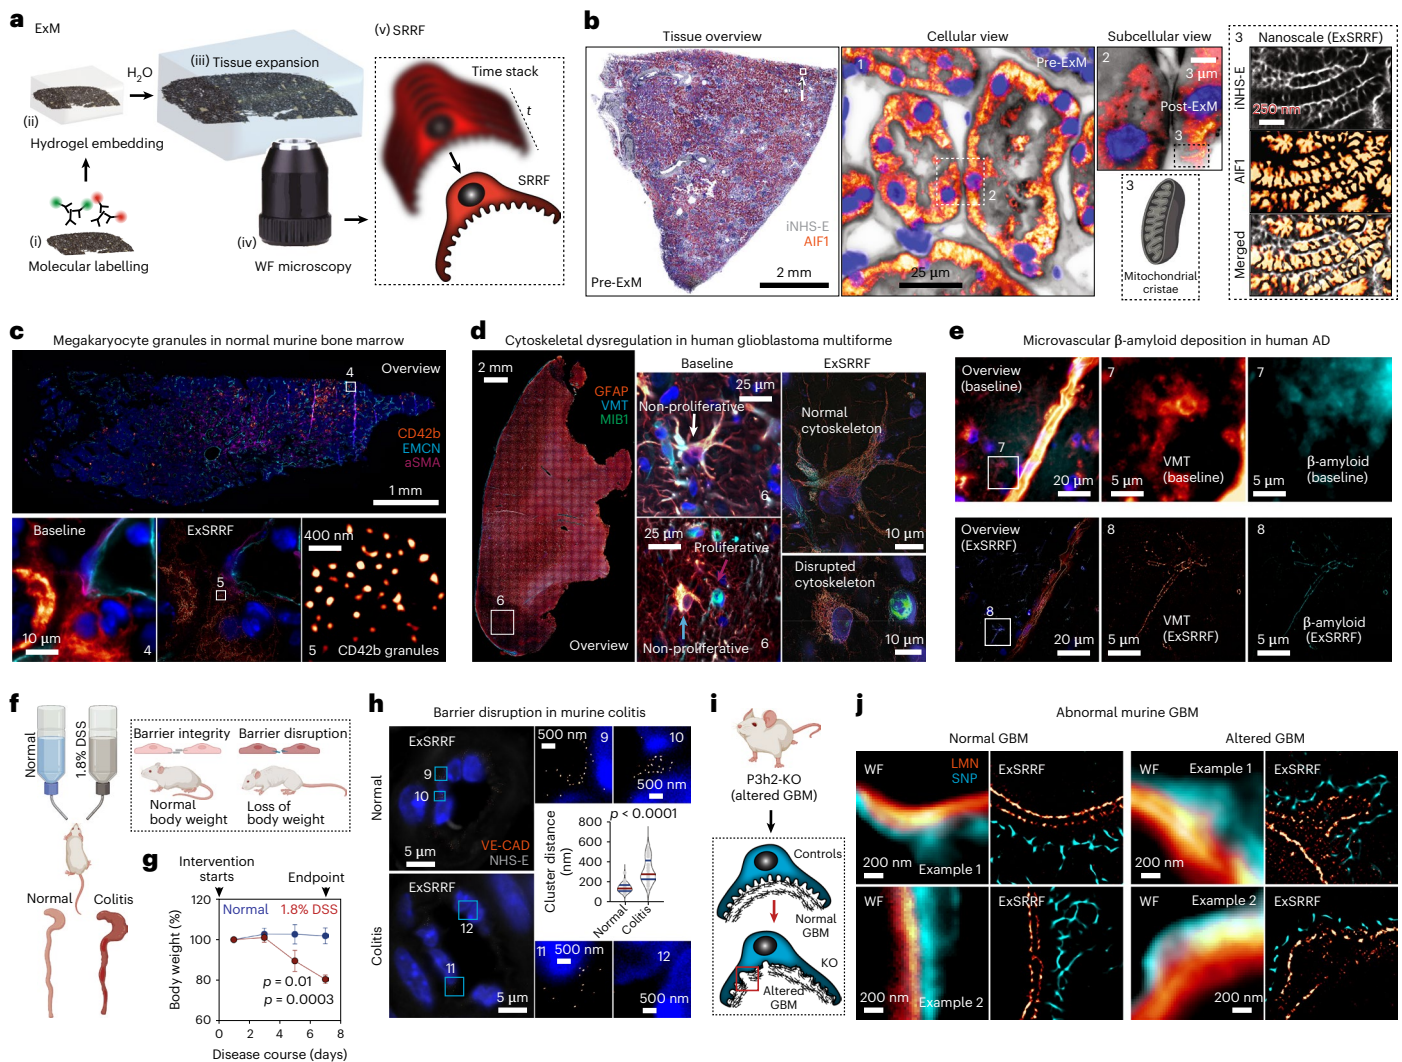 a
ExM
(v) SRRF
H2O
(iii) Tissue expansion
Time stack
t
(ii)
Hydrogel embedding
SRRF
(i)
(iv)
Molecular labelling
WF microscopy
b
Tissue overview
Cellular view
Subcellular view
3
Nanoscale (ExSRRF)
1
Pre-ExM
2
3 μm
Post-ExM
3
iNHS-E
250 nm
1
2
AIF1
iNHS-E
AIF1
Pre-ExM
2 mm
25 μm
3
Mitochondrial
cristae
Merged
c
Megakaryocyte granules in normal murine bone marrow
4
Overview
CD42b
EMCN
aSMA
1 mm
Baseline
ExSRRF
400 nm
5
10 μm
4
5
CD42b granules
d
Cytoskeletal dysregulation in human glioblastoma multiforme
2 mm
Baseline
ExSRRF
GFAP
VMT
MIB1
25 μm
Non-proliferative
Normal
cytoskeleton
6
10 μm
25 μm
Proliferative
Disrupted
cytoskeleton
6
Overview
Non-proliferative
6
10 μm
e
Microvascular β-amyloid deposition in human AD
Overview
(baseline)
7
7
7
VMT
(baseline)
β-amyloid
(baseline)
20 μm
5 μm
5 μm
Overview
(ExSRRF)
8
8
8
VMT
(ExSRRF)
β-amyloid
(ExSRRF)
20 μm
5 μm
5 μm
f
Normal
1.8% DSS
Barrier integrity
Barrier disruption
Normal
body weight
Loss of
body weight
Normal
Colitis
g
Intervention
starts
Endpoint
120
Normal
1.8% DSS
100
80
60
Body weight (%)
p = 0.01
p = 0.0003
0
2
4
6
8
Disease course (days)
h
Barrier disruption in murine colitis
Normal
ExSRRF
9
10
VE-CAD
NHS-E
5 μm
500 nm
9
10
500 nm
p < 0.0001
800
600
400
200
0
Cluster distance
(nm)
Normal
Colitis
Colitis
ExSRRF
12
11
5 μm
11
500 nm
12
500 nm
i
P3h2-KO
(altered GBM)
Controls
Normal
GBM
KO
Altered
GBM
j
Abnormal murine GBM
Normal GBM
Altered GBM
WF
LMN
SNP
ExSRRF
WF
Example 1
ExSRRF
200 nm
Example 1
200 nm
WF
ExSRRF
WF
Example 2
ExSRRF
200 nm
Example 2
200 nm